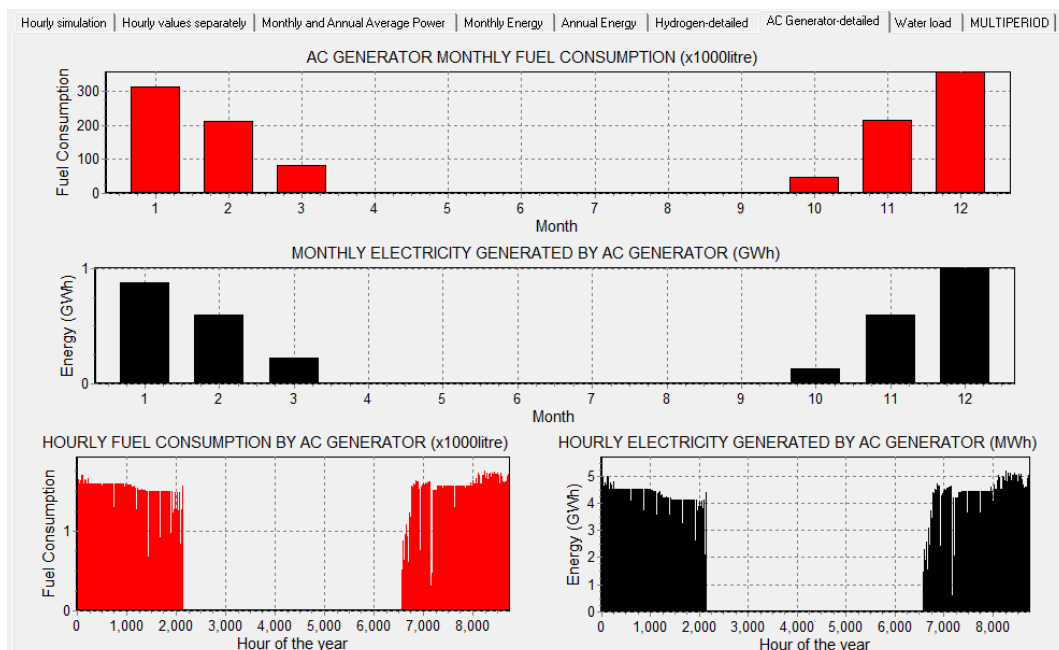 Hourly simulation Hourly values separately Monthly and Annual Average Power Monthly Energy Annual Energy Hydrogen-detailed AC Generator-detailed Water load MULTIPERIOD
AC GENERATOR MONTHLY FUEL CONSUMPTION (x1000litre)
Fuel Consumption
300
200
100
0
1 2 3 4 5 6 7 8 9 10 11 12
Month
MONTHLY ELECTRICITY GENERATED BY AC GENERATOR (GWh)
Energy (GWh)
1
0
1 2 3 4 5 6 7 8 9 10 11 12
Month
HOURLY FUEL CONSUMPTION BY AC GENERATOR (x1000litre)
Fuel Consumption
1
0
0 1,000 2,000 3,000 4,000 5,000 6,000 7,000 8,000
Hour of the year
HOURLY ELECTRICITY GENERATED BY AC GENERATOR (MWh)
Energy (GWh)
5
4
3
2
1
0
0 1,000 2,000 3,000 4,000 5,000 6,000 7,000 8,000
Hour of the year